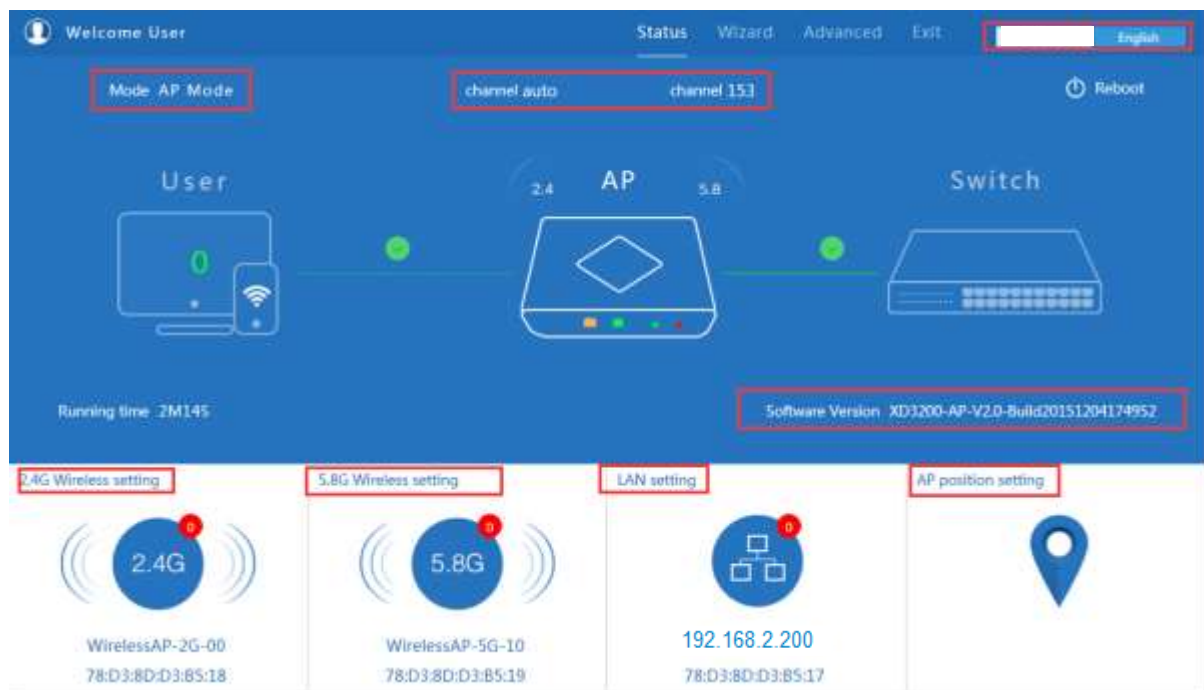 Welcome User
Status Wizard Advanced Exit
English
Mode AP Mode
channel auto channel 153
Reboot
User
2.4 AP 5.8
Switch
0
Running time 2M14S
Software Version XD3200-AP-V2.0-Build20151204174952
2.4G Wireless setting
5.8G Wireless setting
LAN setting
AP position setting
0
0
0
2.4G
5.8G
WirelessAP-2G-00
WirelessAP-5G-10
192.168.2.200
78:D3:8D:D3:B5:18
78:D3:8D:D3:B5:19
78:D3:8D:D3:B5:17